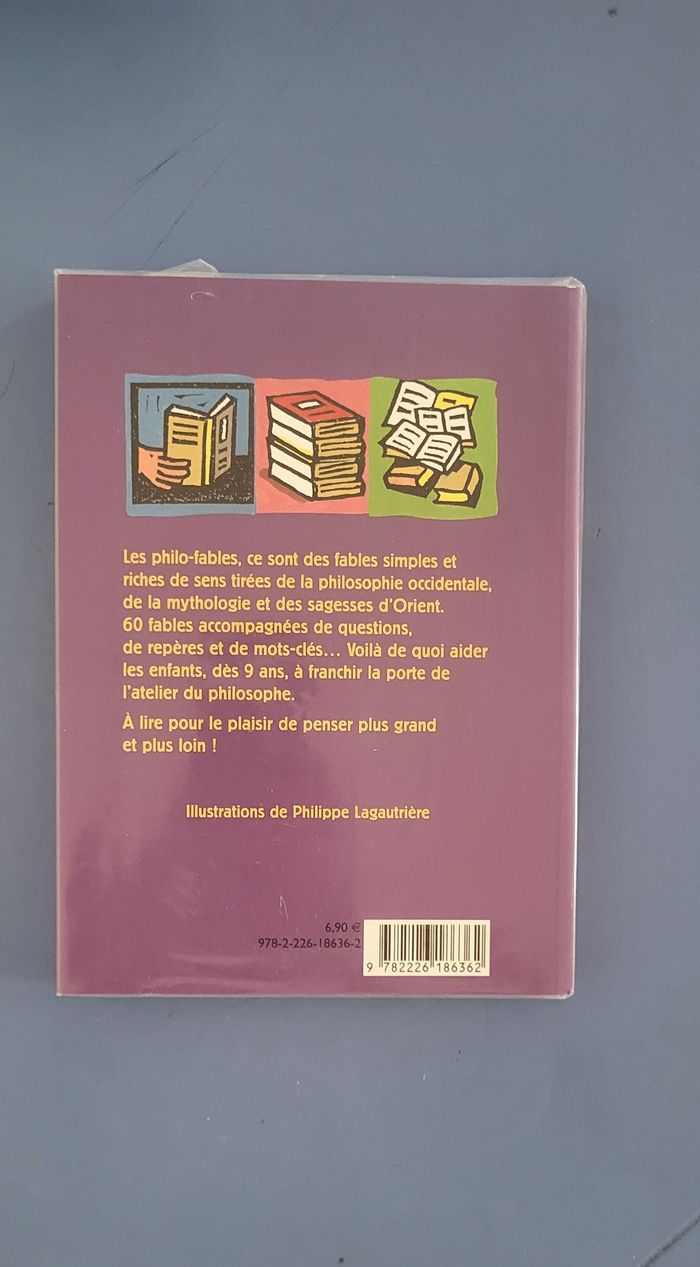 Les philo-fables, ce sont des fables simples et
riches de sens tirées de la philosophie occidentale,
de la mythologie et des sagesses d'Orient.
60 fables accompagnées de questions,
de repères et de mots-clés... Voilà de quoi aider
les enfants, dès 9 ans, à franchir la porte de
l'atelier du philosophe.
À lire pour le plaisir de penser plus grand
et plus loin !
Illustrations de Philippe Lagautrière
6,90 €
978-2-226-18636-2
9 782226 186362